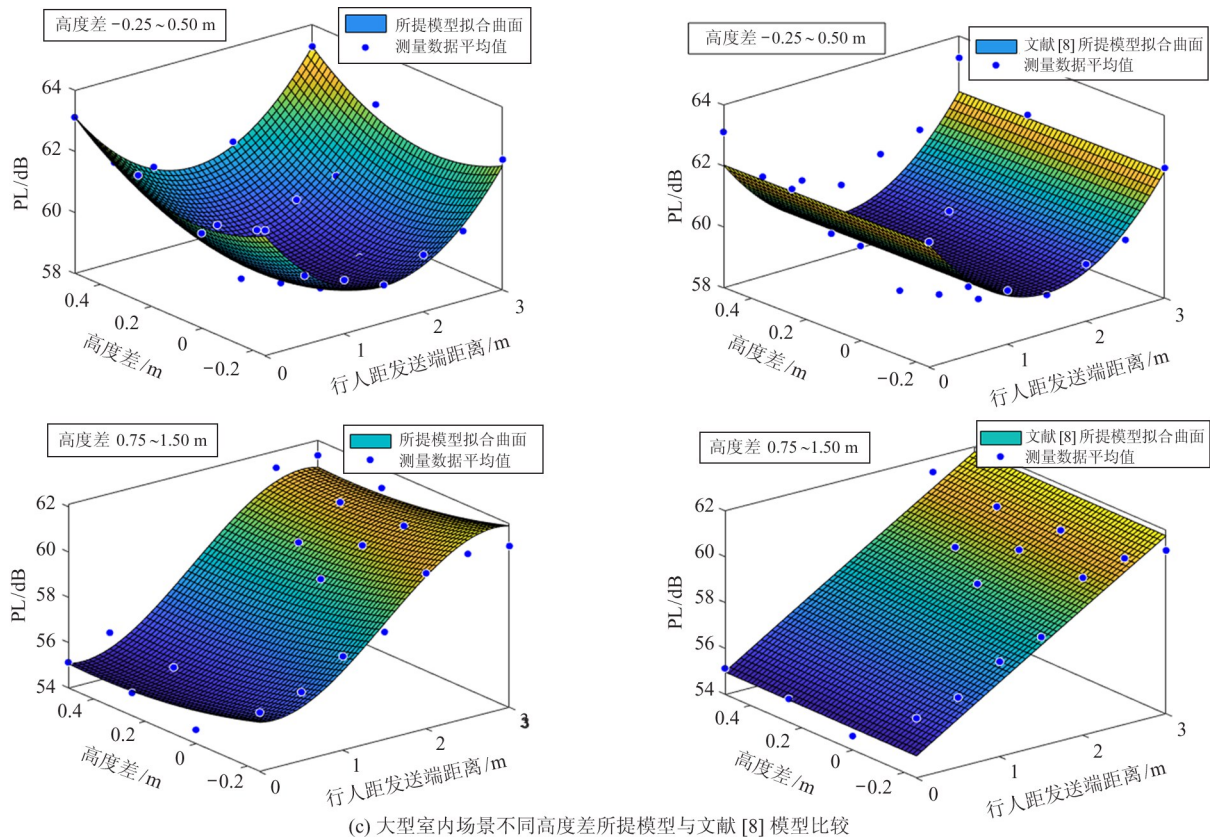 高度差 -0.25~0.50 m
所提模型拟合曲面
测量数据平均值
64
62
60
58
PL/dB
0.4
0.2
0
-0.2
高度差/m
0
1
2
3
行人距发送端距离/m
高度差 -0.25~0.50 m
文献[8]所提模型拟合曲面
测量数据平均值
64
62
60
58
PL/dB
0.4
0.2
0
-0.2
高度差/m
0
1
2
3
行人距发送端距离/m
高度差 0.75~1.50 m
所提模型拟合曲面
测量数据平均值
62
60
58
56
54
PL/dB
0.4
0.2
0
-0.2
高度差/m
0
1
2
3
行人距发送端距离/m
高度差 0.75~1.50 m
文献[8]所提模型拟合曲面
测量数据平均值
62
60
58
56
54
PL/dB
0.4
0.2
0
-0.2
高度差/m
0
1
2
3
行人距发送端距离/m
(c) 大型室内场景不同高度差所提模型与文献 [8] 模型比较